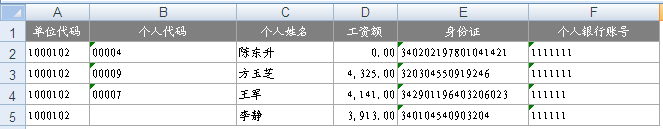 A B C D E F
1 单位代码 个人代码 个人姓名 工资额 身份证 个人银行账号
2 1000102 00004 陈东升 0.00 340202197801041421 1111111
3 1000102 00009 方玉芝 4,325.00 320304550919246 1111111
4 1000102 00007 王军 4,141.00 342901196403206023 111111
5 1000102 李静 3,913.00 340104540903204 111111